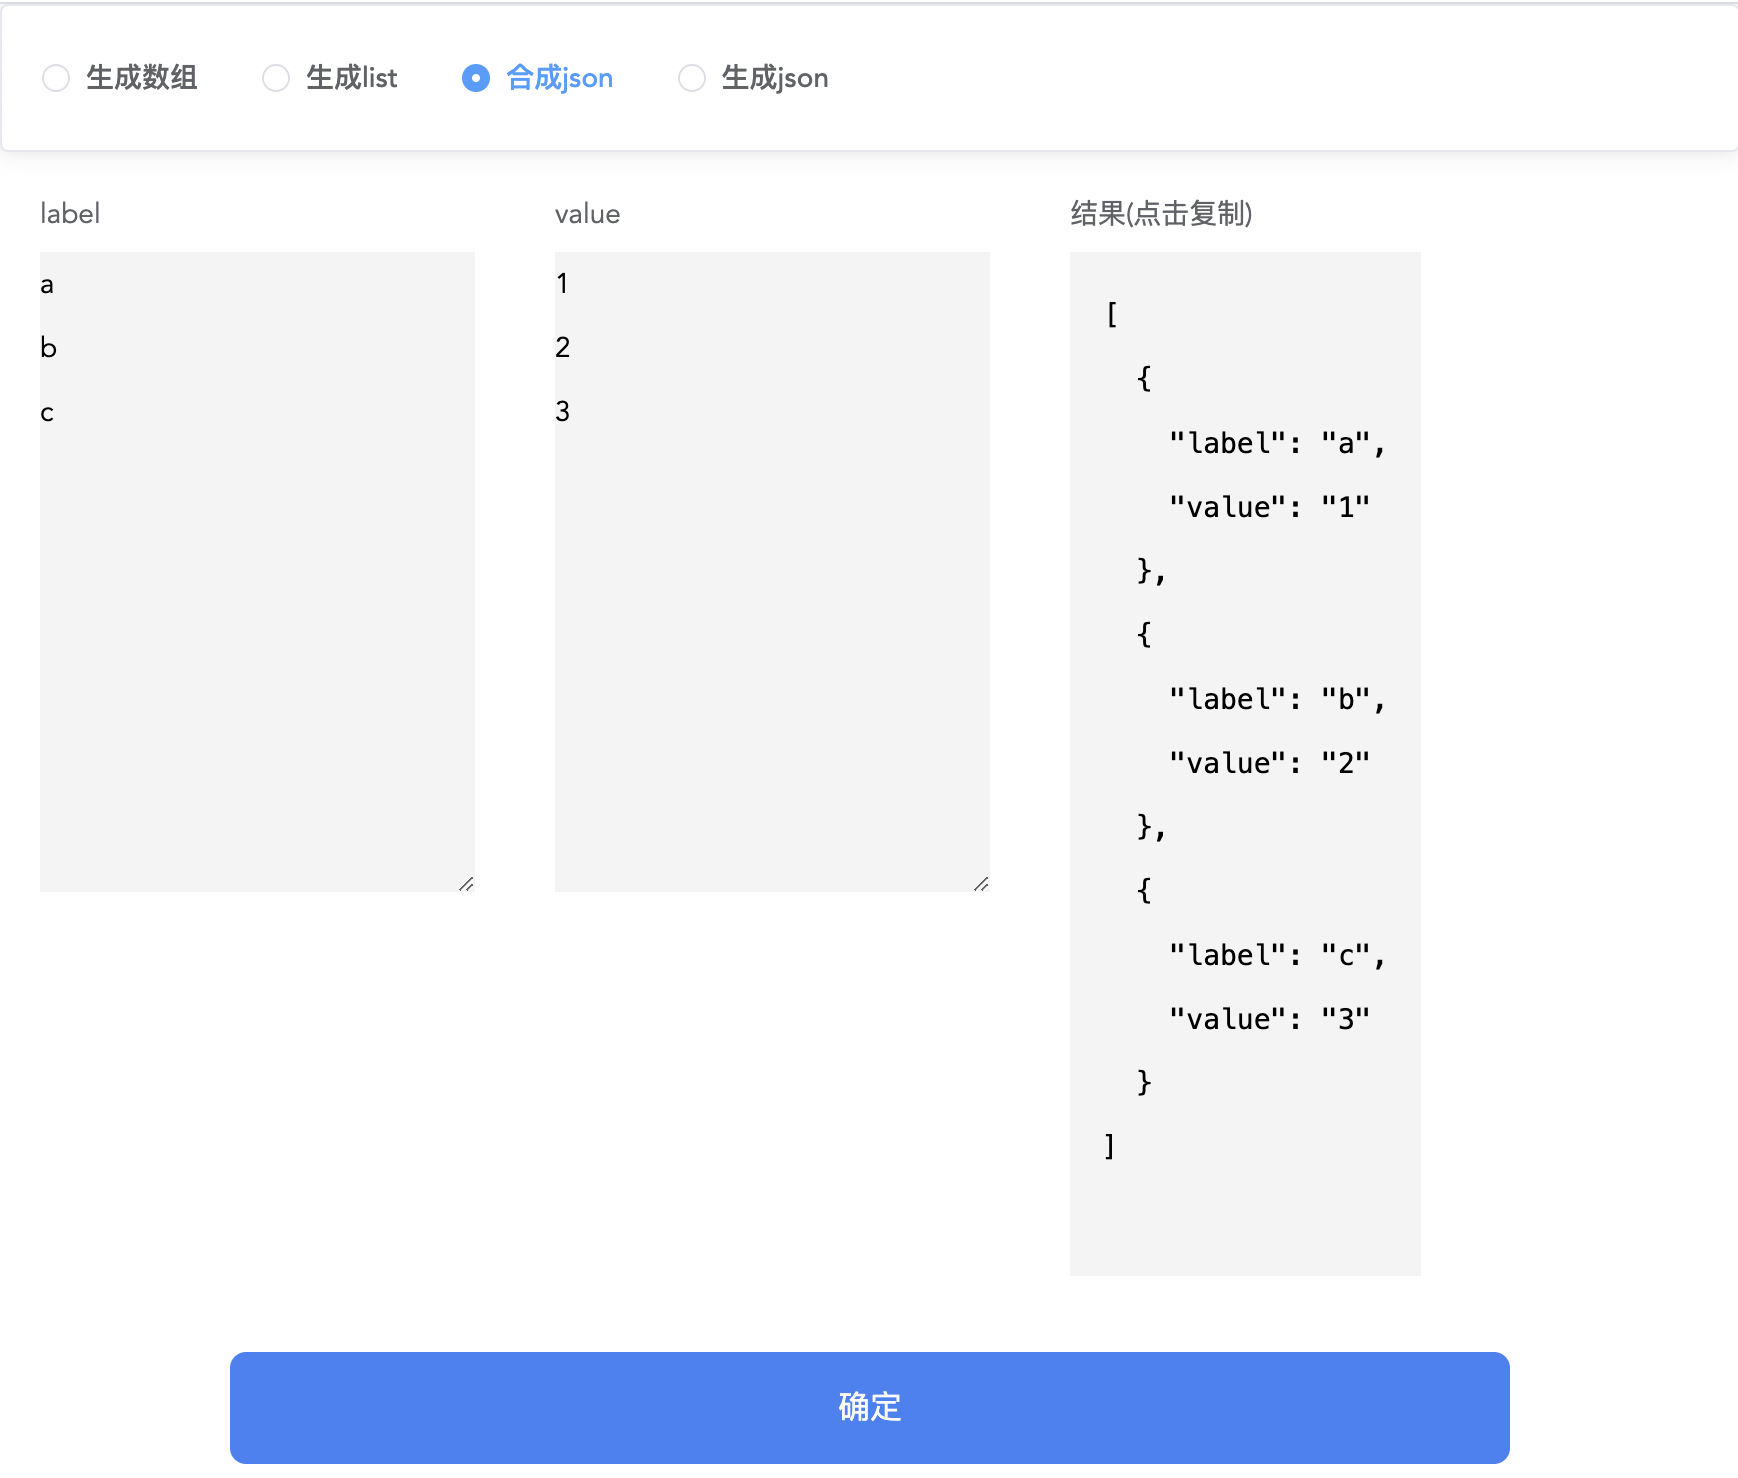 生成数组 生成list 合成json 生成json
label
a
b
c
value
1
2
3
结果(点击复制)
[
  {
    "label": "a",
    "value": "1"
  },
  {
    "label": "b",
    "value": "2"
  },
  {
    "label": "c",
    "value": "3"
  }
]
确定